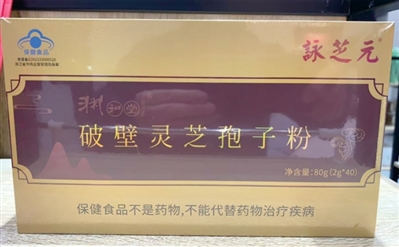 保健食品
詠芝元
破壁灵芝孢子粉
净含量:80g(2g*40)
保健食品不是药物,不能代替药物治疗疾病